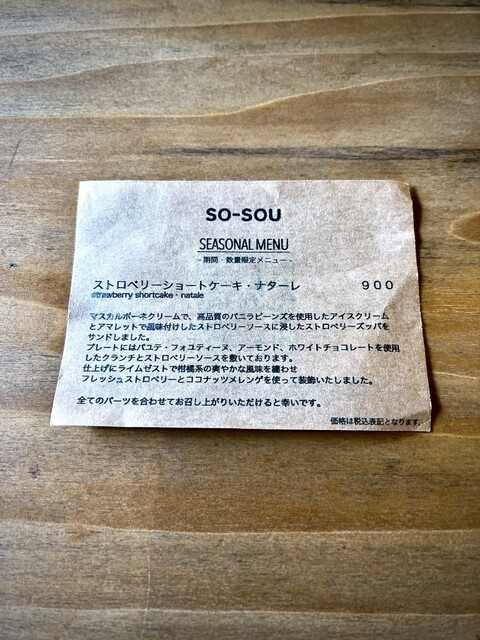 SO-SOU
SEASONAL MENU
- 期間・数量限定メニュー -
ストロベリーショートケーキ・ナターレ 900
strawberry shortcake・natale
マスカルポーネクリームで、高品質のバニラビーンズを使用したアイスクリーム
とアマレットで風味付けしたストロベリーソースに浸したストロベリーズッパを
サンドしました。
プレートにはパユテ・フォユティーヌ、アーモンド、ホワイトチョコレートを使用
したクランチとストロベリーソースを敷いております。
仕上げにライムゼストで柑橘系の爽やかな風味を纏わせ
フレッシュストロベリーとココナッツメレンゲを使って装飾いたしました。
全てのパーツを合わせてお召し上がりいただけると幸いです。
価格は税込表記となります。